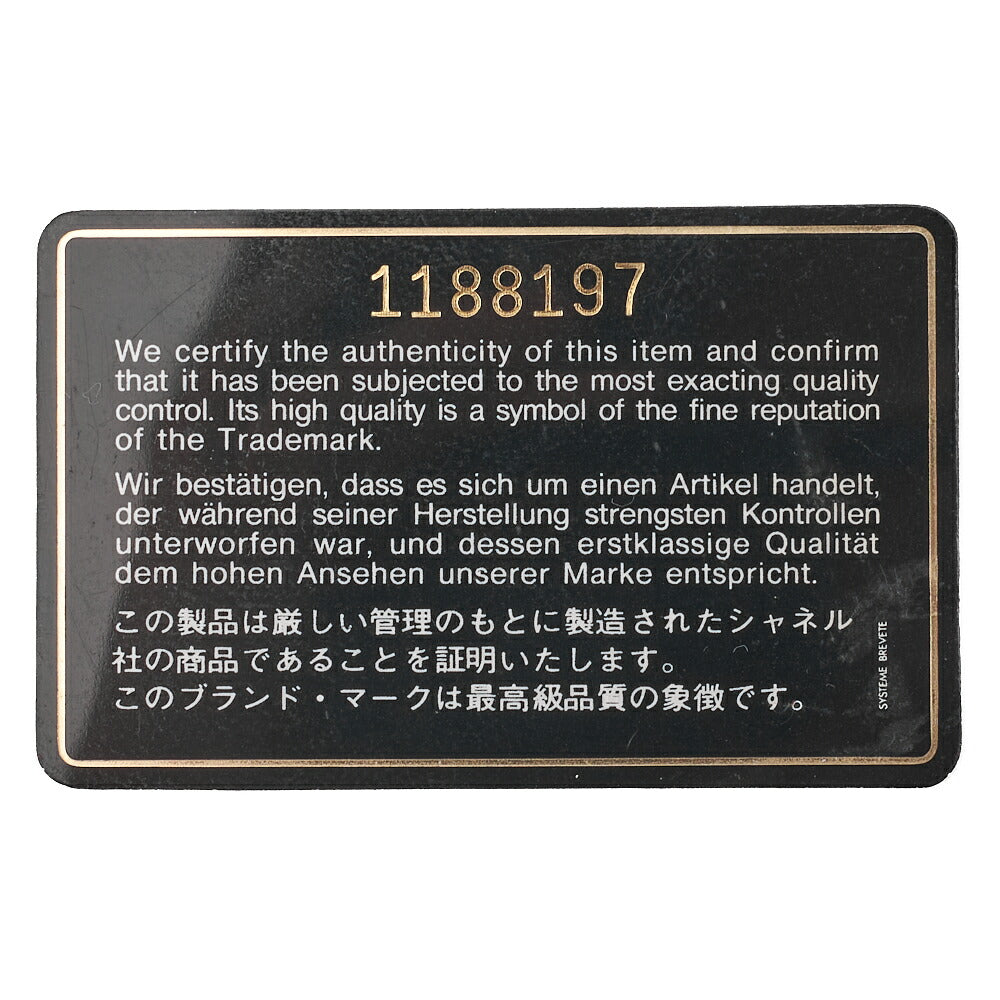 1188197
We certify the authenticity of this item and confirm
that it has been subjected to the most exacting quality
control. Its high quality is a symbol of the fine reputation
of the Trademark.
Wir bestätigen, dass es sich um einen Artikel handelt,
der während seiner Herstellung strengsten Kontrollen
unterworfen war, und dessen erstklassige Qualität
dem hohen Ansehen unserer Marke entspricht.
この製品は厳しい管理のもとに製造されたシャネル
社の商品であることを証明いたします。
このブランド・マークは最高級品質の象徴です。
SYSTEME BREVETE